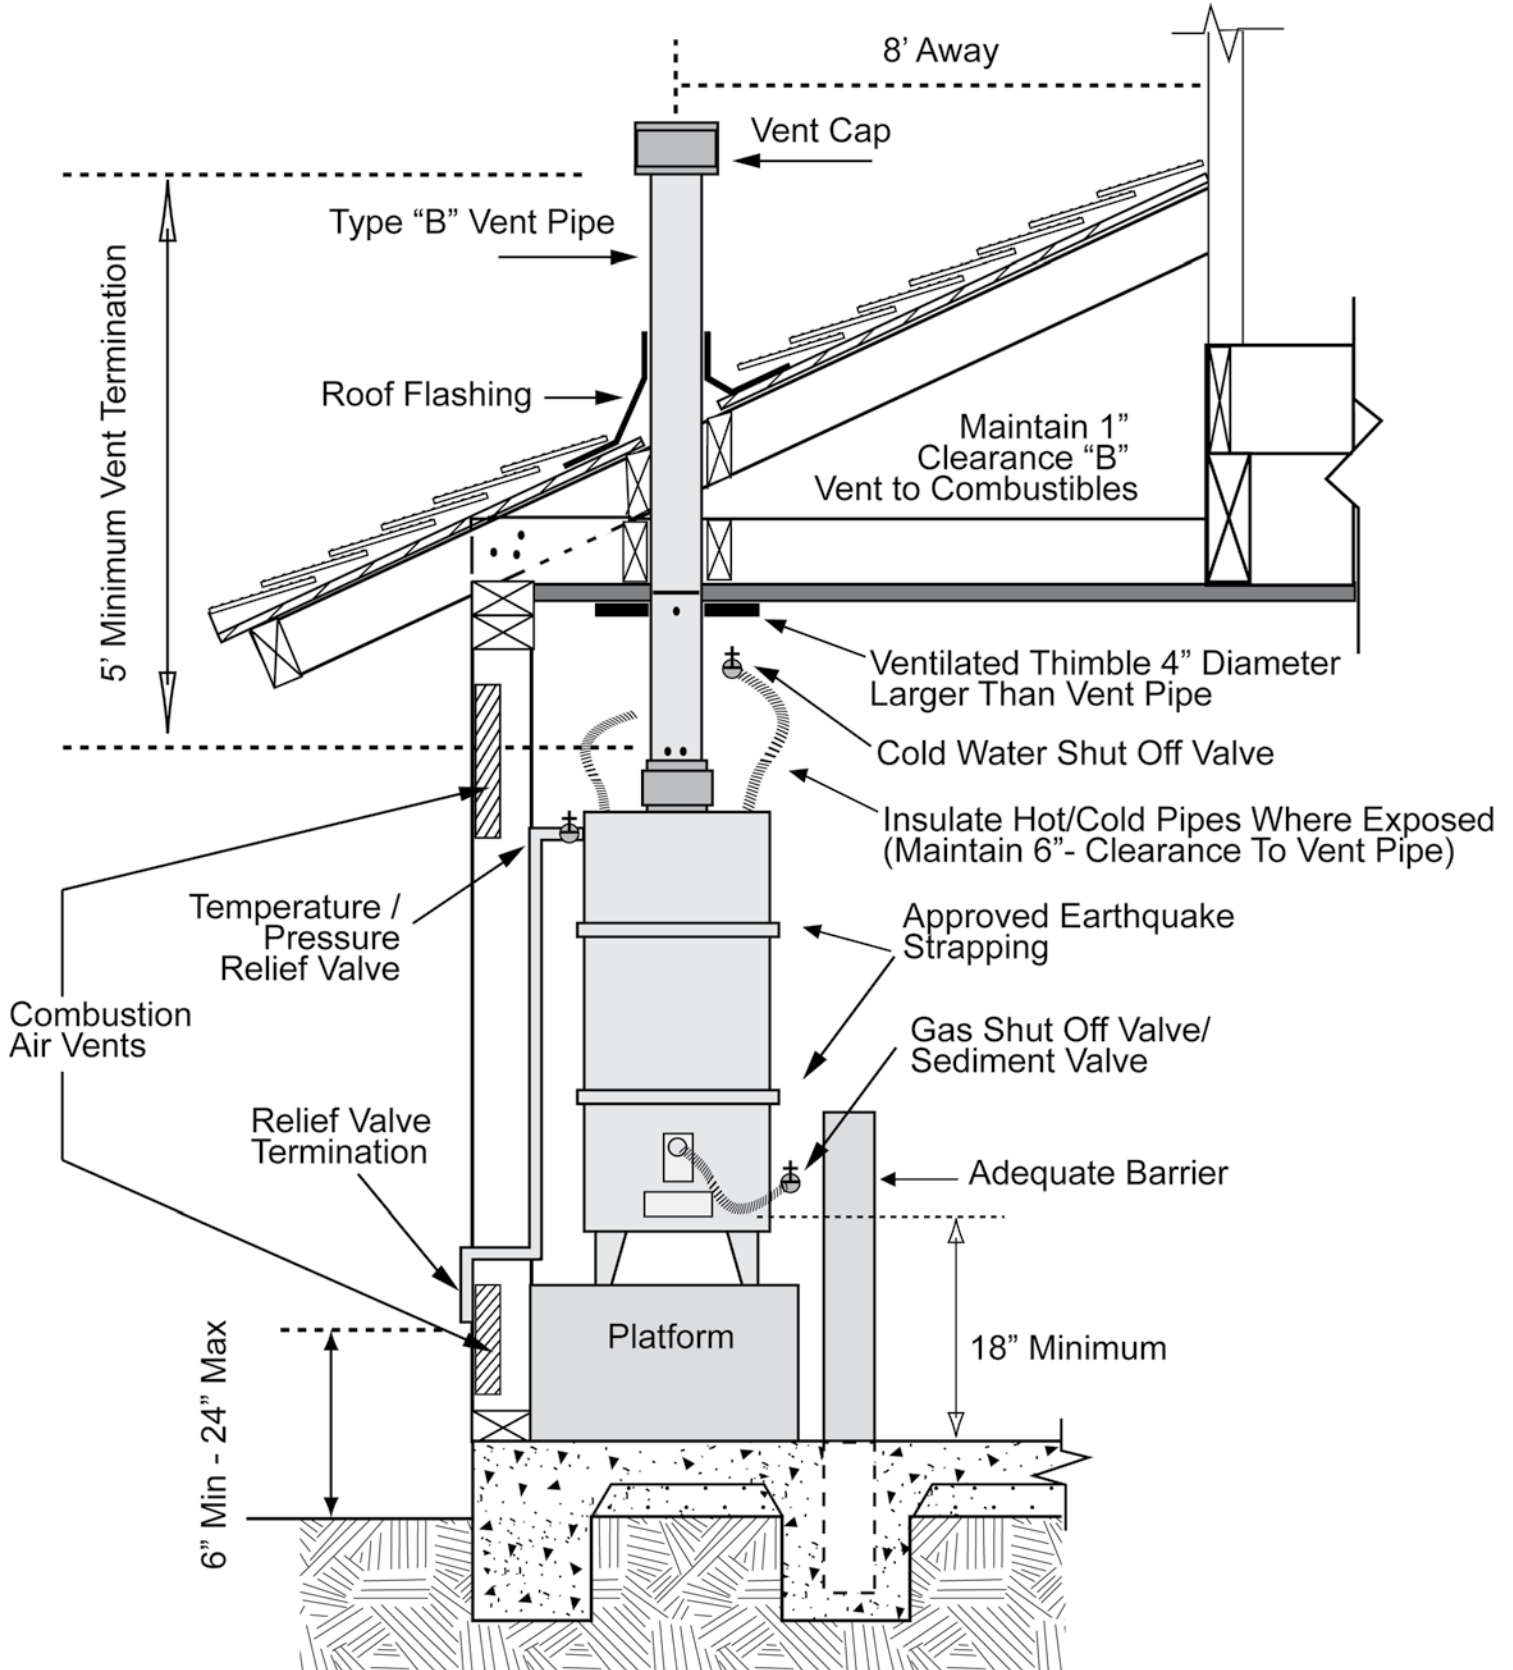 8’ Away
Vent Cap
Type “B” Vent Pipe
5’ Minimum Vent Termination
Roof Flashing
Maintain 1”
Clearance “B”
Vent to Combustibles
Ventilated Thimble 4” Diameter
Larger Than Vent Pipe
Cold Water Shut Off Valve
Insulate Hot/Cold Pipes Where Exposed
(Maintain 6”- Clearance To Vent Pipe)
Temperature /
Pressure
Relief Valve
Approved Earthquake
Strapping
Combustion
Air Vents
Gas Shut Off Valve/
Sediment Valve
Relief Valve
Termination
Adequate Barrier
Platform
18” Minimum
6” Min - 24” Max